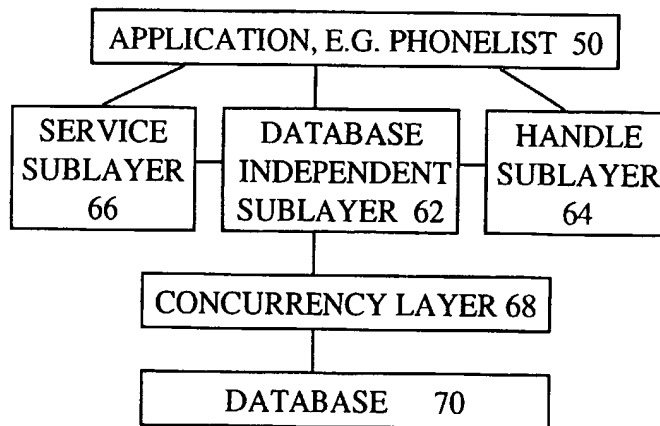 APPLICATION, E.G. PHONELIST 50
SERVICE
SUBLAYER
66
DATABASE
INDEPENDENT
SUBLAYER 62
HANDLE
SUBLAYER
64
CONCURRENCY LAYER 68
DATABASE 70